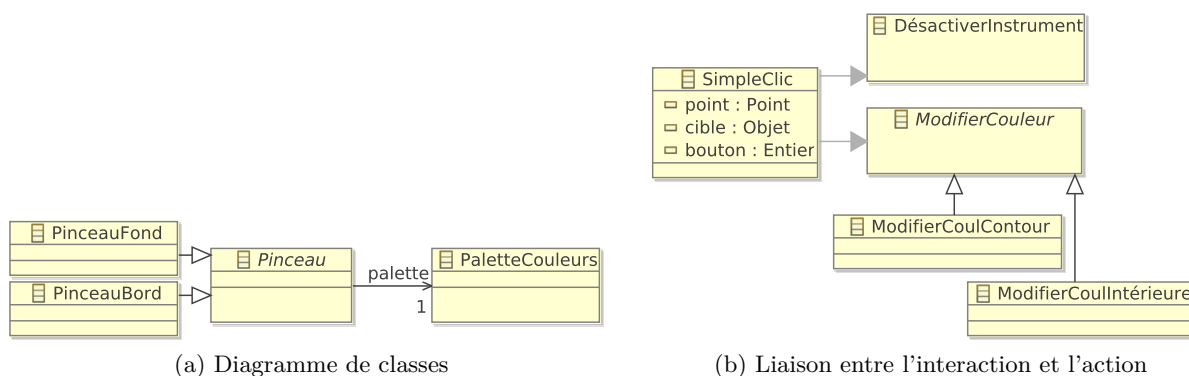 PinceauFond
PinceauBord
Pinceau
palette
1
PaletteCouleurs
(a) Diagramme de classes
SimpleClic
point : Point
cible : Objet
bouton : Entier
DésactiverInstrument
ModifierCouleur
ModifierCoulContour
ModifierCoulIntérieure
(b) Liaison entre l'interaction et l'action